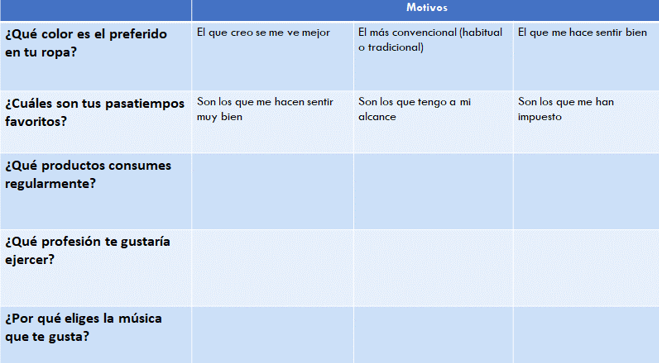 Motivos
¿Qué color es el preferido
en tu ropa?
El que creo se me ve mejor
El más convencional (habitual
o tradicional)
El que me hace sentir bien
¿Cuáles son tus pasatiempos
favoritos?
Son los que me hacen sentir
muy bien
Son los que tengo a mi
alcance
Son los que me han
impuesto
¿Qué productos consumes
regularmente?
¿Qué profesión te gustaría
ejercer?
¿Por qué eliges la música
que te gusta?